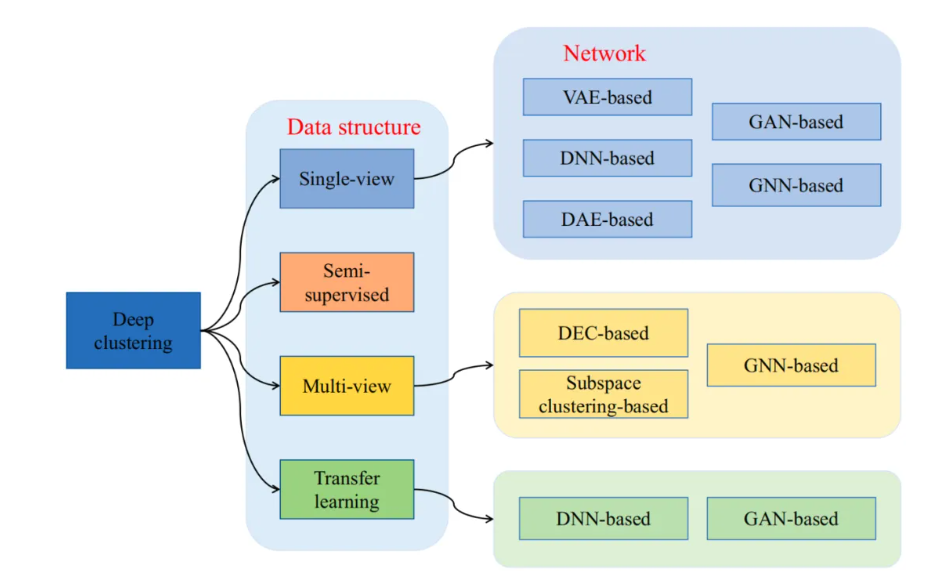 Network
VAE-based
GAN-based
DNN-based
GNN-based
DAE-based
Data structure
Single-view
Semi-
supervised
Deep
clustering
Multi-view
Transfer
learning
DEC-based
GNN-based
Subspace
clustering-based
DNN-based
GAN-based